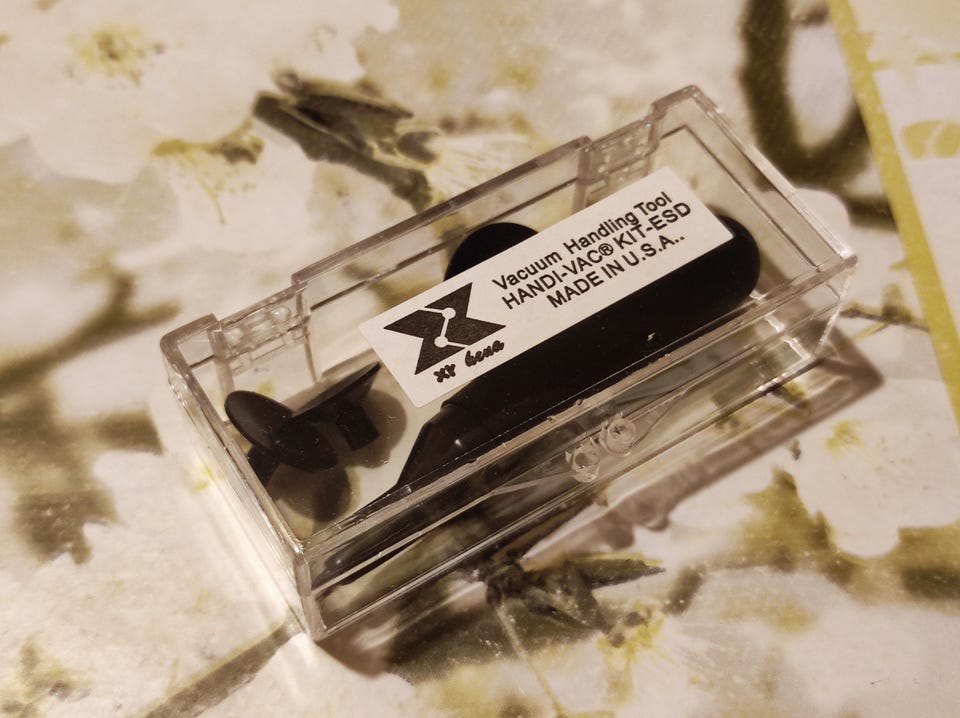 Vacuum Handling Tool
HANDI-VAC® KIT-ESD
MADE IN U.S.A..